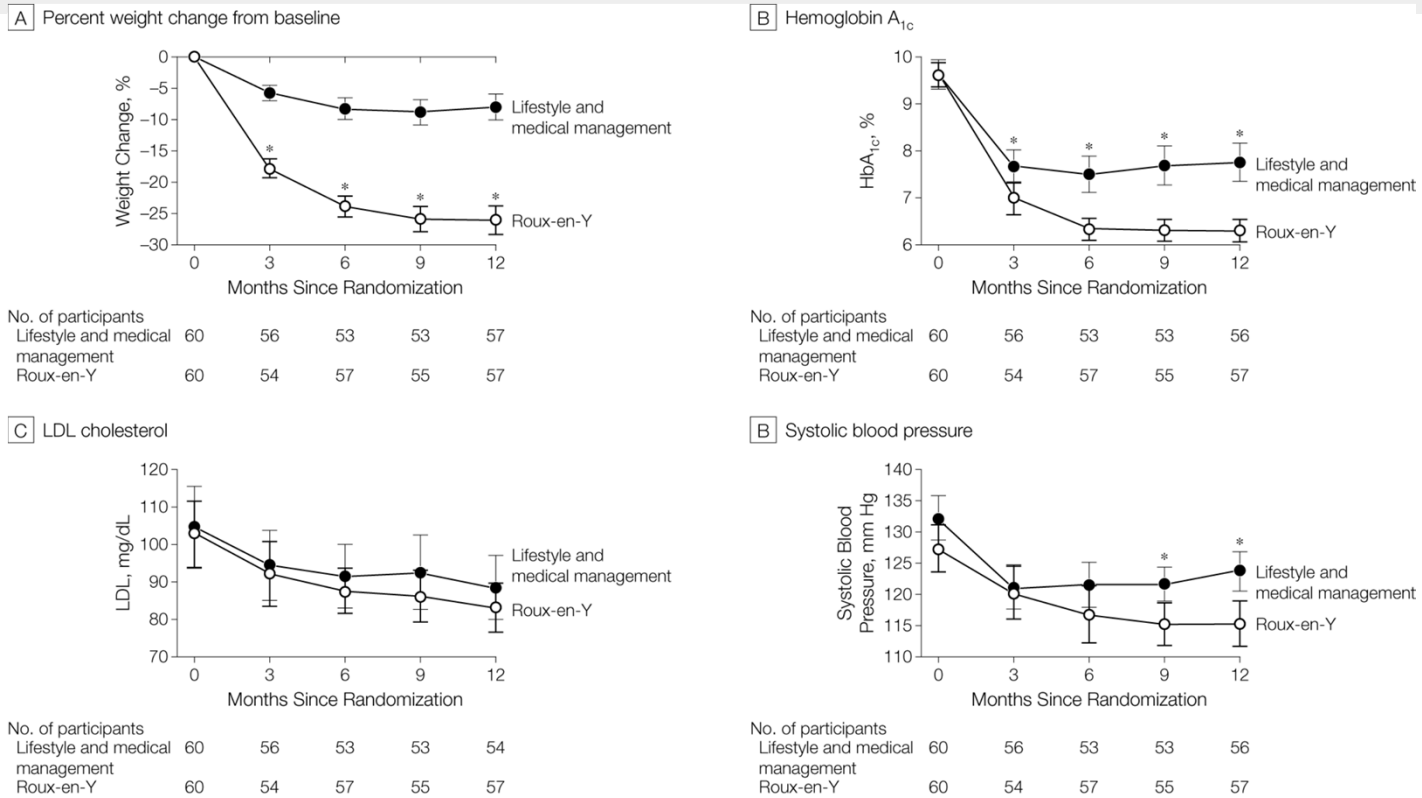 A Percent weight change from baseline
0
–5
–10
–15
–20
–25
–30
Weight Change, %
*
*
*
*
Lifestyle and
medical management
Roux-en-Y
0 3 6 9 12
Months Since Randomization
No. of participants
Lifestyle and medical 60 56 53 53 57
management
Roux-en-Y 60 54 57 55 57
B Hemoglobin A1c
10
9
8
7
6
HbA1c, %
*
*
*
*
Lifestyle and
medical management
Roux-en-Y
0 3 6 9 12
Months Since Randomization
No. of participants
Lifestyle and medical 60 56 53 53 56
management
Roux-en-Y 60 54 57 55 57
C LDL cholesterol
120
110
100
90
80
70
LDL, mg/dL
Lifestyle and
medical management
Roux-en-Y
0 3 6 9 12
Months Since Randomization
No. of participants
Lifestyle and medical 60 56 53 53 54
management
Roux-en-Y 60 54 57 55 57
B Systolic blood pressure
140
135
130
125
120
115
110
Systolic Blood
Pressure, mm Hg
*
*
Lifestyle and
medical management
Roux-en-Y
0 3 6 9 12
Months Since Randomization
No. of participants
Lifestyle and medical 60 56 53 53 56
management
Roux-en-Y 60 54 57 55 57